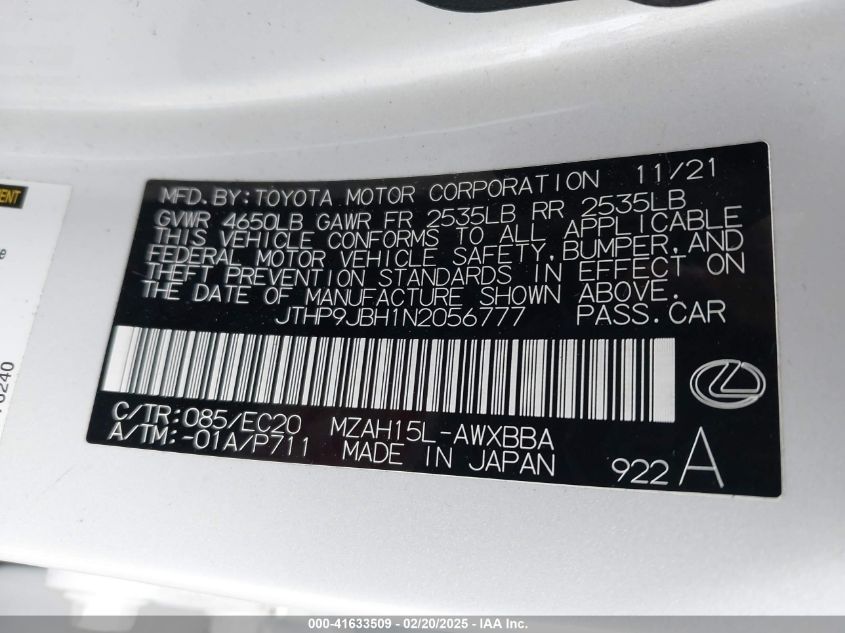 MFD.BY:TOYOTA MOTOR CORPORATION 11/21
GVWR 4650LB GAWR FR 2535LB RR 2535LB
THIS VEHICLE CONFORMS TO ALL APPLICABLE
FEDERAL MOTOR VEHICLE SAFETY,BUMPER,AND
THEFT PREVENTION STANDARDS IN EFFECT ON
THE DATE OF MANUFACTURE SHOWN ABOVE.
JTHP9JBH1N2056777 PASS.CAR
C/TR:085/EC20 MZAH15L-AWXBBA
A/TM:-01A/P711 MADE IN JAPAN 922 A
000-41633509 - 02/20/2025 - IAA Inc.